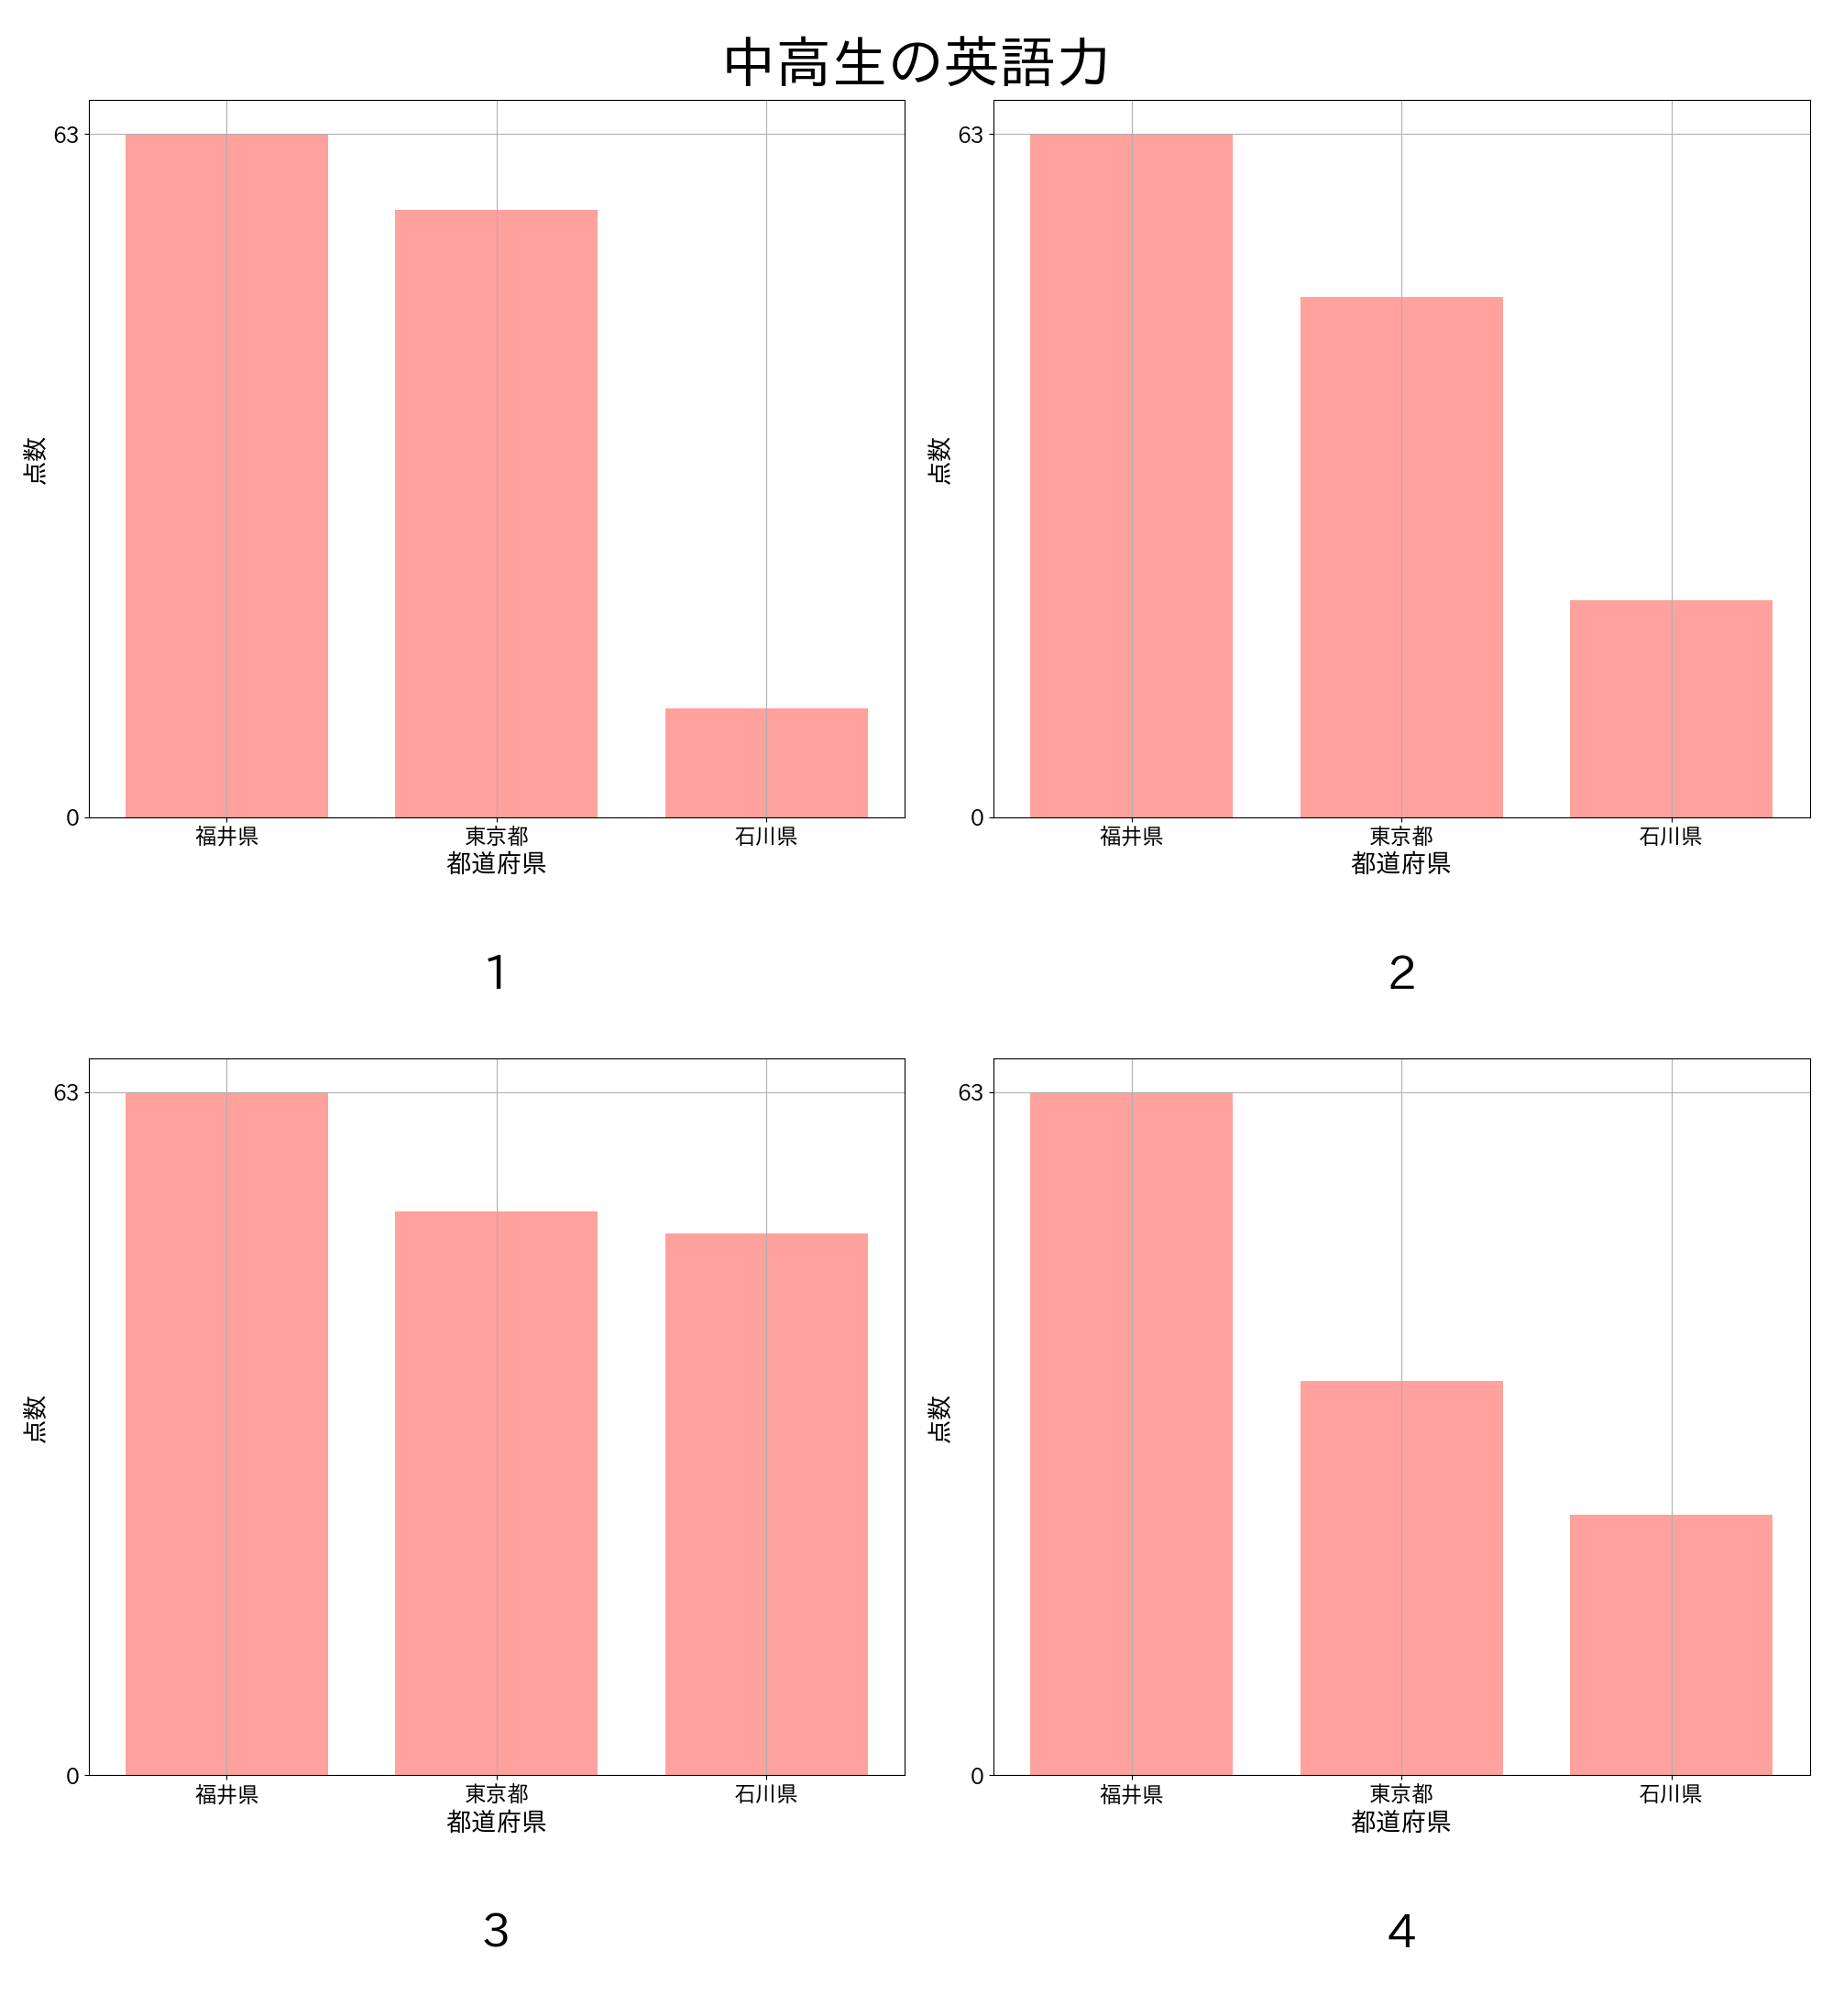 中高生の英語力
63
点数
0
福井県 東京都 石川県
都道府県
1
63
点数
0
福井県 東京都 石川県
都道府県
2
63
点数
0
福井県 東京都 石川県
都道府県
3
63
点数
0
福井県 東京都 石川県
都道府県
4